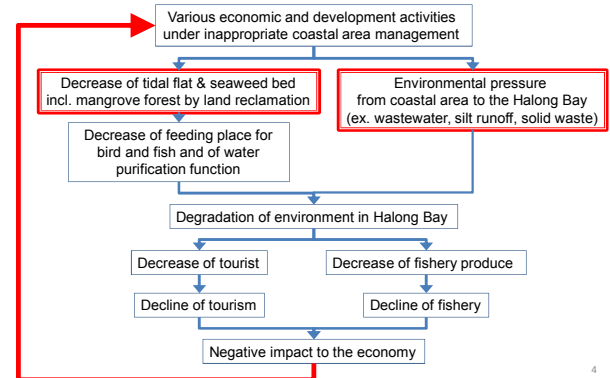 Various economic and development activities
under inappropriate coastal area management
Decrease of tidal flat & seaweed bed
incl. mangrove forest by land reclamation
Environmental pressure
from coastal area to the Halong Bay
(ex. wastewater, silt runoff, solid waste)
Decrease of feeding place for
bird and fish and of water
purification function
Degradation of environment in Halong Bay
Decrease of tourist
Decrease of fishery produce
Decline of tourism
Decline of fishery
Negative impact to the economy
4